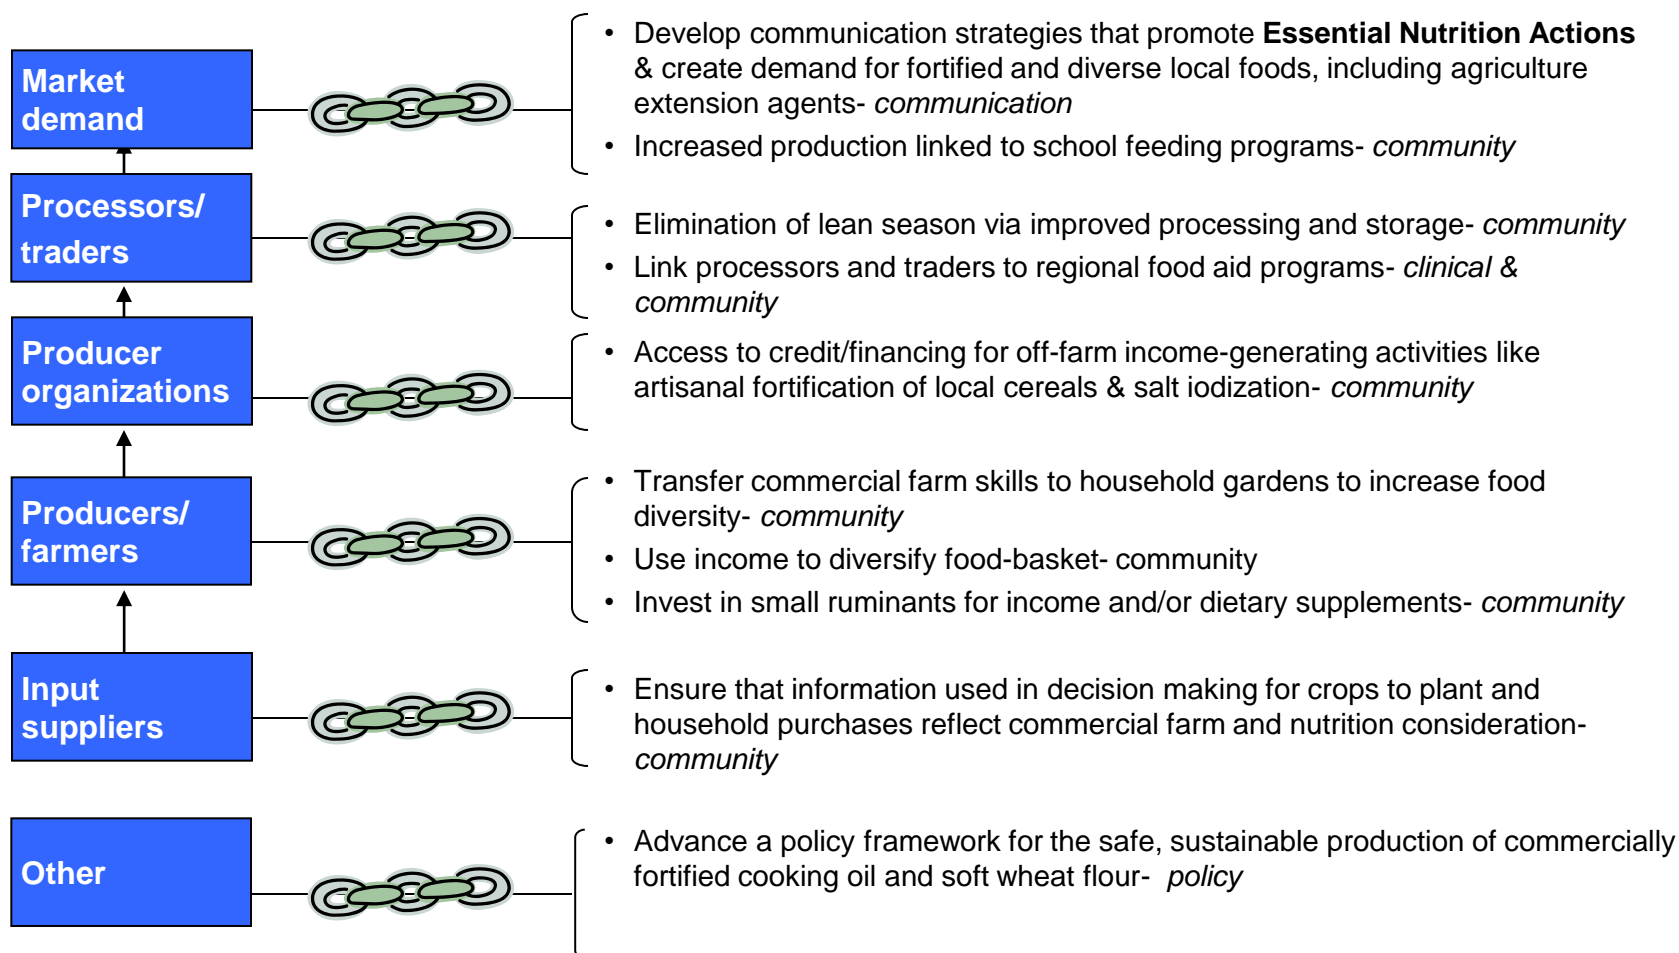 Market
demand
• Develop communication strategies that promote Essential Nutrition Actions
& create demand for fortified and diverse local foods, including agriculture
extension agents- communication
• Increased production linked to school feeding programs- community
Processors/
traders
• Elimination of lean season via improved processing and storage- community
• Link processors and traders to regional food aid programs- clinical &
community
Producer
organizations
• Access to credit/financing for off-farm income-generating activities like
artisanal fortification of local cereals & salt iodization- community
Producers/
farmers
• Transfer commercial farm skills to household gardens to increase food
diversity- community
• Use income to diversify food-basket- community
• Invest in small ruminants for income and/or dietary supplements- community
Input
suppliers
• Ensure that information used in decision making for crops to plant and
household purchases reflect commercial farm and nutrition consideration-
community
Other
• Advance a policy framework for the safe, sustainable production of commercially
fortified cooking oil and soft wheat flour- policy